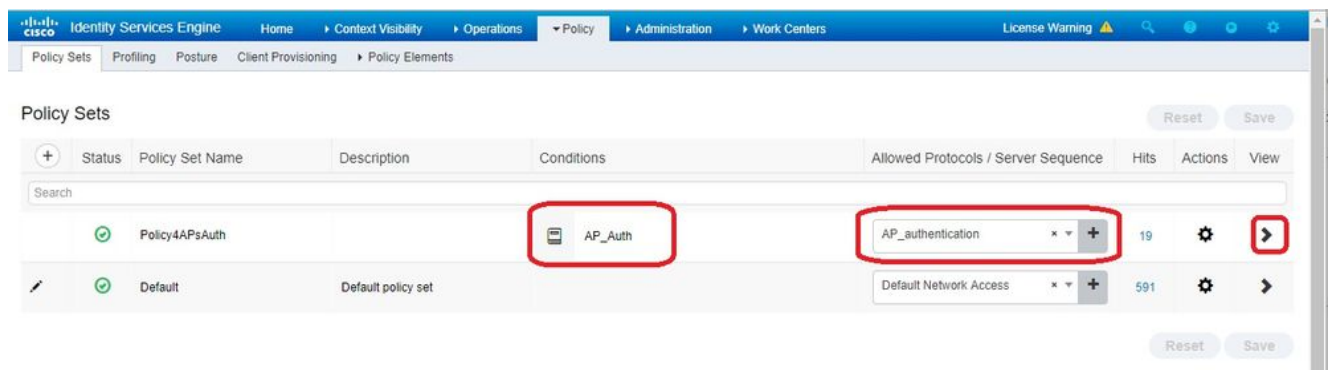 cisco Identity Services Engine Home Context Visibility Operations Policy Administration Work Centers License Warning
Policy Sets Profiling Posture Client Provisioning Policy Elements
Policy Sets
Reset Save
+ Status Policy Set Name Description Conditions Allowed Protocols / Server Sequence Hits Actions View
Search
Policy4APsAuth AP_Auth AP_authentication × + 19
Default Default policy set Default Network Access × + 591
Reset Save